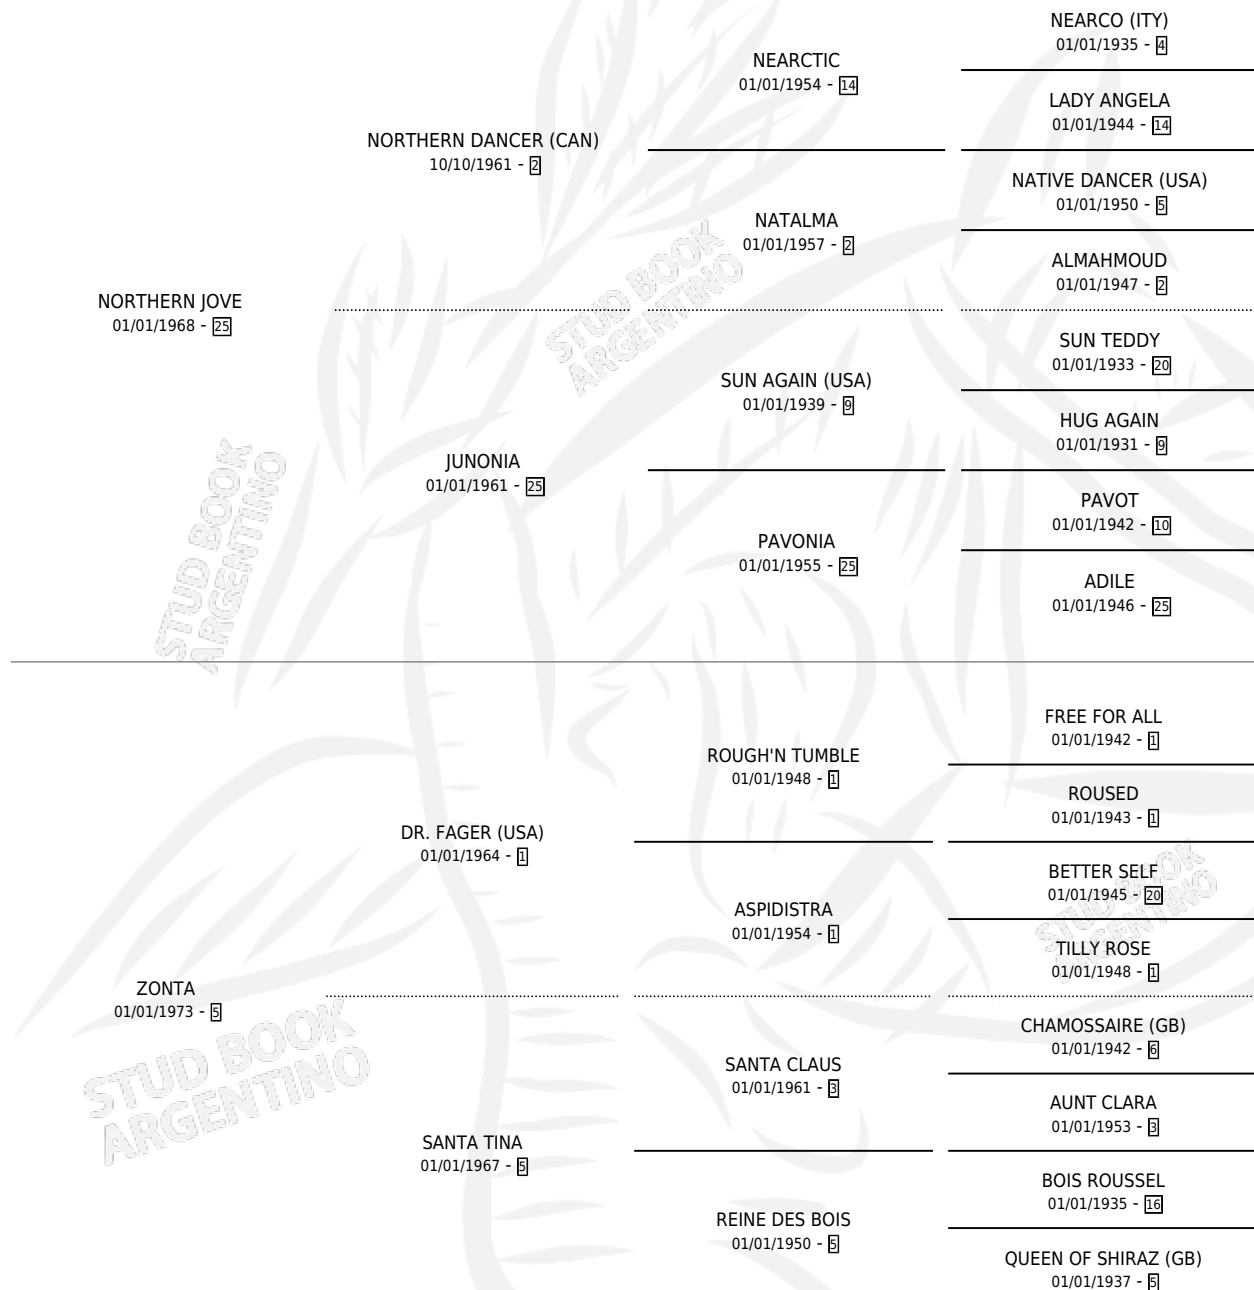 NEARCO (ITY)
01/01/1935 - 4
NEARCTIC
01/01/1954 - 14
LADY ANGELA
01/01/1944 - 14
NORTHERN DANCER (CAN)
10/10/1961 - 2
NATIVE DANCER (USA)
01/01/1950 - 5
NATALMA
01/01/1957 - 2
ALMAHMOUD
01/01/1947 - 2
NORTHERN JOVE
01/01/1968 - 25
STUD BOOK
ARGENTINO
SUN TEDDY
01/01/1933 - 20
SUN AGAIN (USA)
01/01/1939 - 9
HUG AGAIN
01/01/1931 - 9
JUNONIA
01/01/1961 - 25
PAVOT
01/01/1942 - 10
PAVONIA
01/01/1955 - 25
ADILE
01/01/1946 - 25
STUD BOOK
ARGENTINO
FREE FOR ALL
01/01/1942 - 1
ROUGH'N TUMBLE
01/01/1948 - 1
ROUSED
01/01/1943 - 1
DR. FAGER (USA)
01/01/1964 - 1
BETTER SELF
01/01/1945 - 20
ASPIDISTRA
01/01/1954 - 1
TILLY ROSE
01/01/1948 - 1
STUD BOOK
ARGENTINO
ZONTA
01/01/1973 - 5
CHAMOSSAIRE (GB)
01/01/1942 - 6
SANTA CLAUS
01/01/1961 - 3
AUNT CLARA
01/01/1953 - 3
STUD BOOK
ARGENTINO
SANTA TINA
01/01/1967 - 5
BOIS ROUSSEL
01/01/1935 - 16
REINE DES BOIS
01/01/1950 - 5
QUEEN OF SHIRAZ (GB)
01/01/1937 - 5